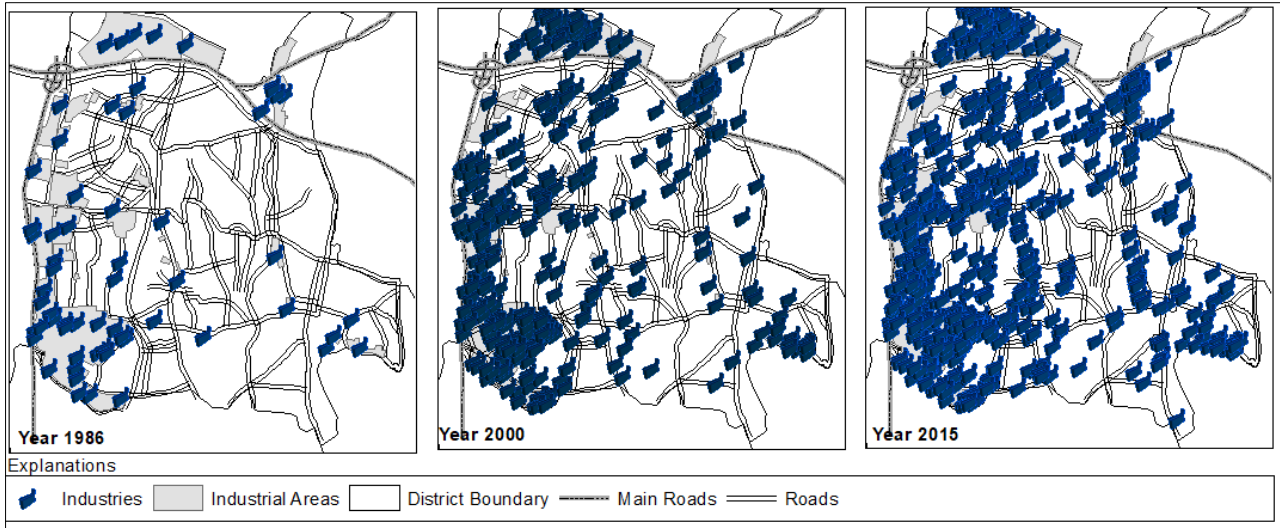 Year 1986
Year 2000
Year 2015
Explanations
Industries Industrial Areas District Boundary Main Roads Roads